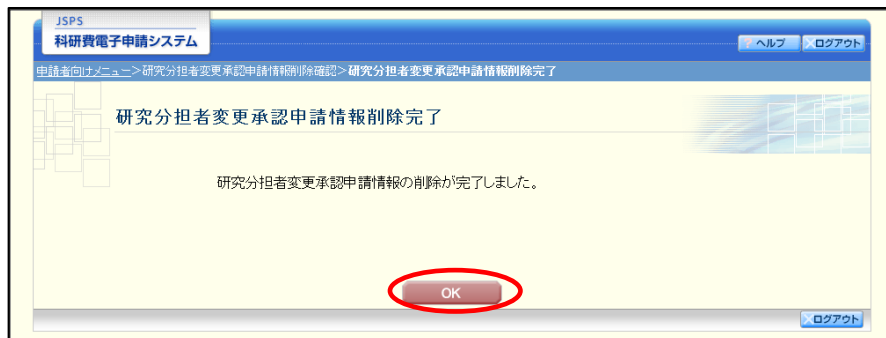 JSPS
科研費電子申請システム
? ヘルプ ×ログアウト
申請者向けメニュー>研究分担者変更承認申請情報削除確認>研究分担者変更承認申請情報削除完了
研究分担者変更承認申請情報削除完了
研究分担者変更承認申請情報の削除が完了しました。
OK
×ログアウト